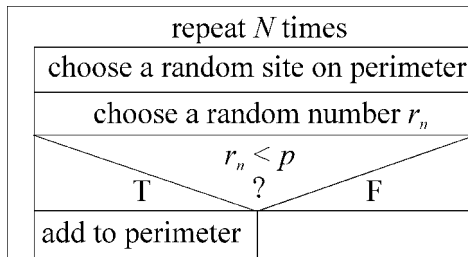 repeat N times
choose a random site on perimeter
choose a random number rₙ
rₙ < p
?
T F
add to perimeter